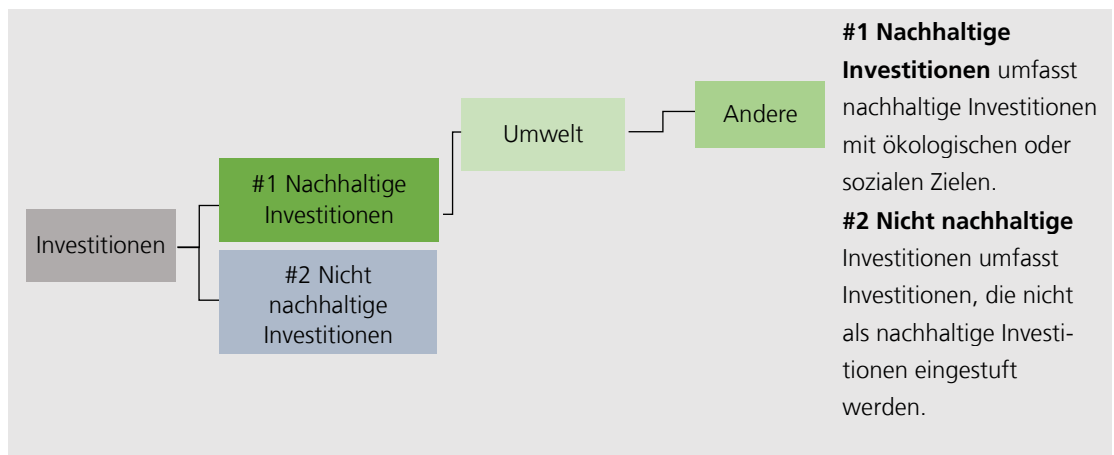 Investitionen
#1 Nachhaltige
Investitionen
#2 Nicht
nachhaltige
Investitionen
Umwelt
Andere
#1 Nachhaltige
Investitionen umfasst
nachhaltige Investitionen
mit ökologischen oder
sozialen Zielen.
#2 Nicht nachhaltige
Investitionen umfasst
Investitionen, die nicht
als nachhaltige Investi-
tionen eingestuft
werden.